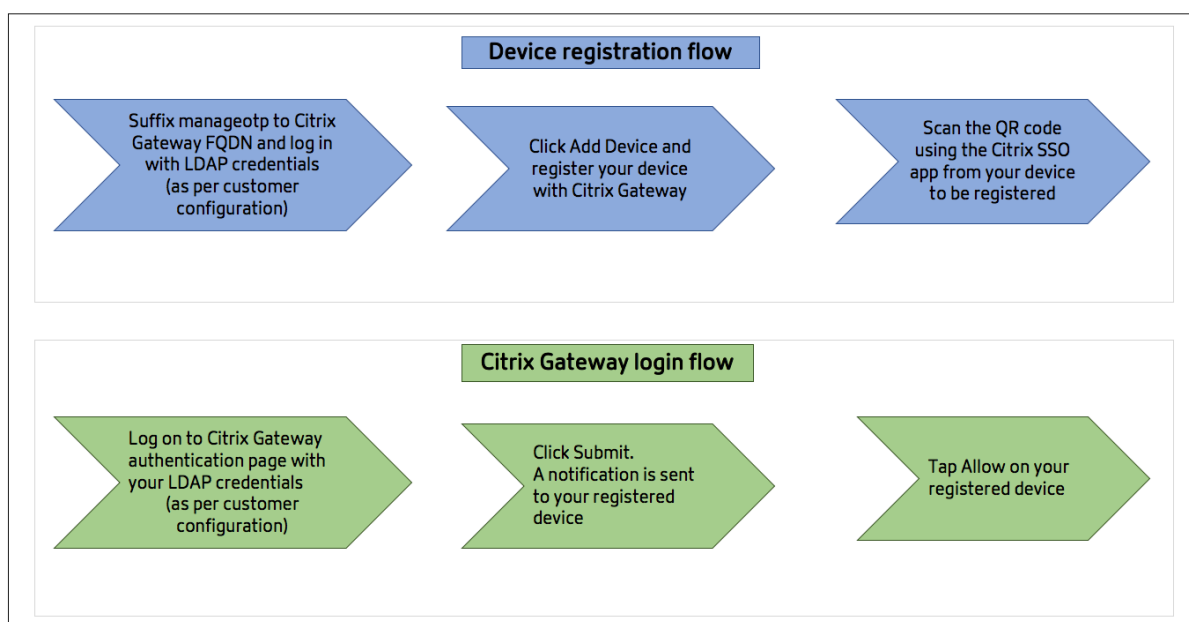 Device registration flow
Suffix manageotp to Citrix
Gateway FQDN and log in
with LDAP credentials
(as per customer
configuration)
Click Add Device and
register your device
with Citrix Gateway
Scan the QR code
using the Citrix SSO
app from your device
to be registered
Citrix Gateway login flow
Log on to Citrix Gateway
authentication page with
your LDAP credentials
(as per customer
configuration)
Click Submit.
A notification is sent
to your registered
device
Tap Allow on your
registered device